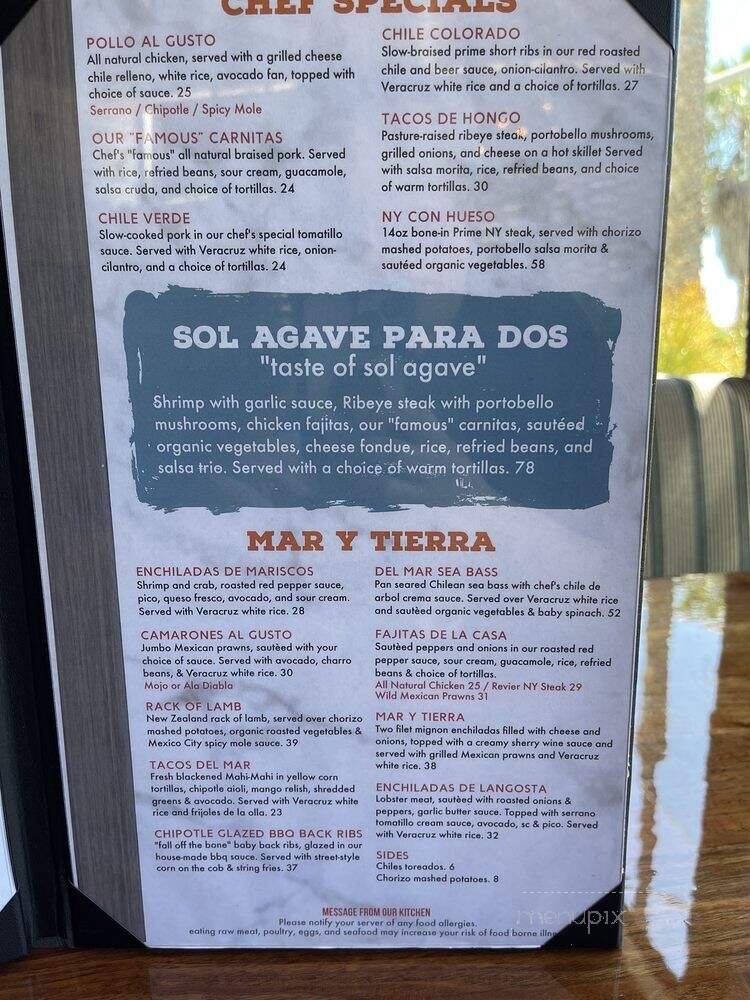 CHEF SPECIALS
POLLO AL GUSTO
All natural chicken, served with a grilled cheese
chile relleno, white rice, avocado fan, topped with
choice of sauce. 25
Serrano / Chipotle / Spicy Mole
OUR "FAMOUS" CARNITAS
Chef's "famous" all natural braised pork. Served
with rice, refried beans, sour cream, guacamole,
salsa cruda, and choice of tortillas. 24
CHILE VERDE
Slow-cooked pork in our chef's special tomatillo
sauce. Served with Veracruz white rice, onion-
cilantro, and a choice of tortillas. 24
CHILE COLORADO
Slow-braised prime short ribs in our red roasted
chile and beer sauce, onion-cilantro. Served with
Veracruz white rice and a choice of tortillas. 27
TACOS DE HONGO
Pasture-raised ribeye steak, portobello mushrooms,
grilled onions, and cheese on a hot skillet Served
with salsa morita, rice, refried beans, and choice
of warm tortillas. 30
NY CON HUESO
14oz bone-in Prime NY steak, served with chorizo
mashed potatoes, portobello salsa morita &
sautéed organic vegetables. 58
SOL AGAVE PARA DOS
"taste of sol agave"
Shrimp with garlic sauce, Ribeye steak with portobello
mushrooms, chicken fajitas, our "famous" carnitas, sautéed
organic vegetables, cheese fondue, rice, refried beans, and
salsa trio. Served with a choice of warm tortillas. 78
MAR Y TIERRA
ENCHILADAS DE MARISCOS
Shrimp and crab, roasted red pepper sauce,
pico, queso fresco, avocado, and sour cream.
Served with Veracruz white rice. 28
CAMARONES AL GUSTO
Jumbo Mexican prawns, sautèed with your
choice of sauce. Served with avocado, charro
beans, & Veracruz white rice. 30
Mojo or Ala Diabla
RACK OF LAMB
New Zealand rack of lamb, served over chorizo
mashed potatoes, organic roasted vegetables &
Mexico City spicy mole sauce. 39
TACOS DEL MAR
Fresh blackened Mahi-Mahi in yellow corn
tortillas, chipotle aioli, mango relish, shredded
greens & avocado. Served with Veracruz white
rice and frijoles de la olla. 23
CHIPOTLE GLAZED BBQ BACK RIBS
"fall off the bone" baby back ribs, glazed in our
house-made bbq sauce. Served with street-style
corn on the cob & string fries. 37
DEL MAR SEA BASS
Pan seared Chilean sea bass with chef's chile de
arbol crema sauce. Served over Veracruz white rice
and sautèed organic vegetables & baby spinach. 52
FAJITAS DE LA CASA
Sautèed peppers and onions in our roasted red
pepper sauce, sour cream, guacamole, rice, refried
beans & choice of tortillas.
All Natural Chicken 25 / Revier NY Steak 29
Wild Mexican Prawns 31
MAR Y TIERRA
Two filet mignon enchiladas filled with cheese and
onions, topped with a creamy sherry wine sauce and
served with grilled Mexican prawns and Veracruz
white rice. 38
ENCHILADAS DE LANGOSTA
Lobster meat, sautèed with roasted onions &
peppers, garlic butter sauce. Topped with serrano
tomatillo cream sauce, avocado, sc & pico. Served
with Veracruz white rice. 32
SIDES
Chiles toreados. 6
Chorizo mashed potatoes. 8
MESSAGE FROM OUR KITCHEN
Please notify your server of any food allergies.
eating raw meat, poultry, eggs, and seafood may increase your risk of food borne illne
menupix